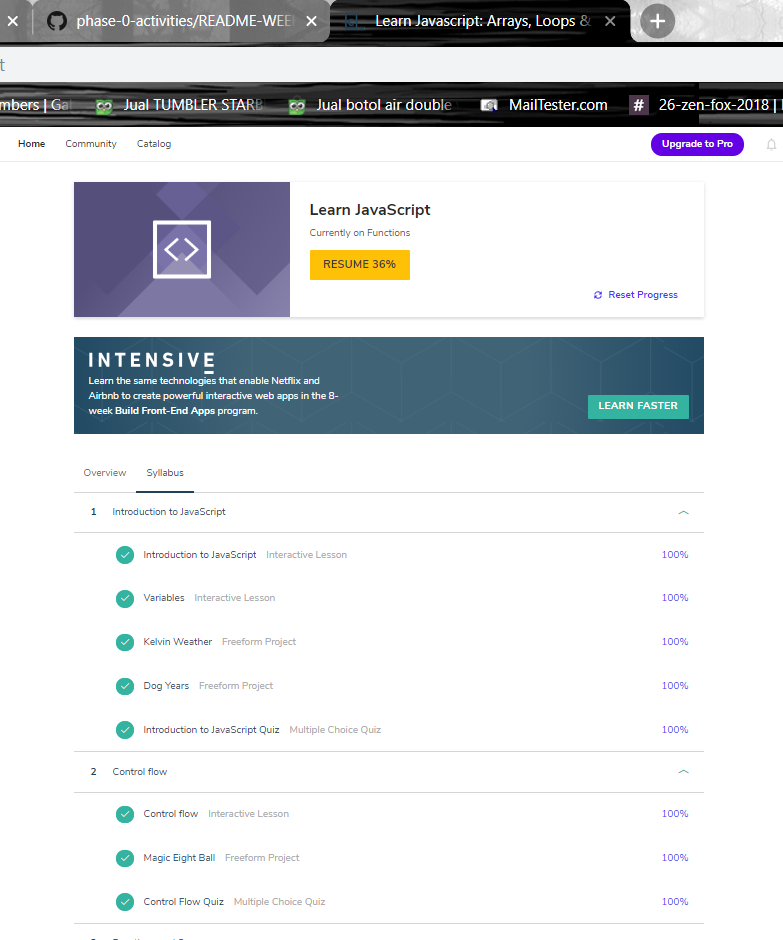 phase-0-activities/README-WEE
Learn Javascript: Arrays, Loops &
t
mbers | Ga
Jual TUMBLER STARB
Jual botol air double
MailTester.com
# 26-zen-fox-2018 |
Home Community Catalog Upgrade to Pro
Learn JavaScript
Currently on Functions
RESUME 36%
Reset Progress
INTENSIVE
Learn the same technologies that enable Netflix and
Airbnb to create powerful interactive web apps in the 8-
week Build Front-End Apps program.
LEARN FASTER
Overview Syllabus
1 Introduction to JavaScript
Introduction to JavaScript Interactive Lesson 100%
Variables Interactive Lesson 100%
Kelvin Weather Freeform Project 100%
Dog Years Freeform Project 100%
Introduction to JavaScript Quiz Multiple Choice Quiz 100%
2 Control flow
Control flow Interactive Lesson 100%
Magic Eight Ball Freeform Project 100%
Control Flow Quiz Multiple Choice Quiz 100%